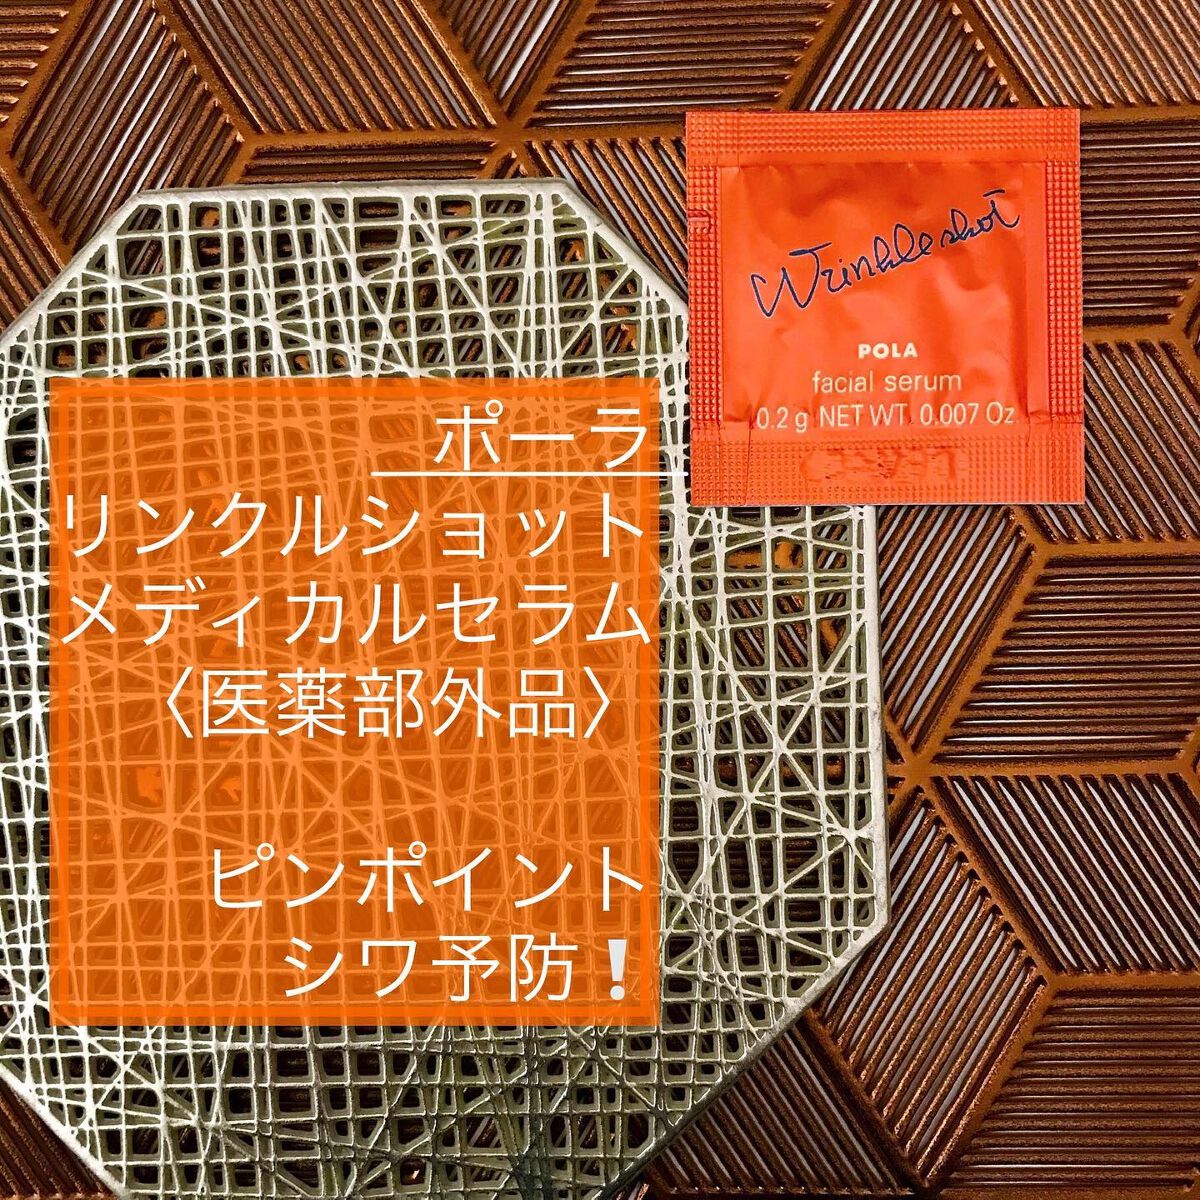 Wrinkle shot
POLA
facial serum
0.2 g NET WT. 0.007 Oz.
ポーラ
リンクルショット
メディカルセラム
〈医薬部外品〉
ピンポイント
シワ予防❕